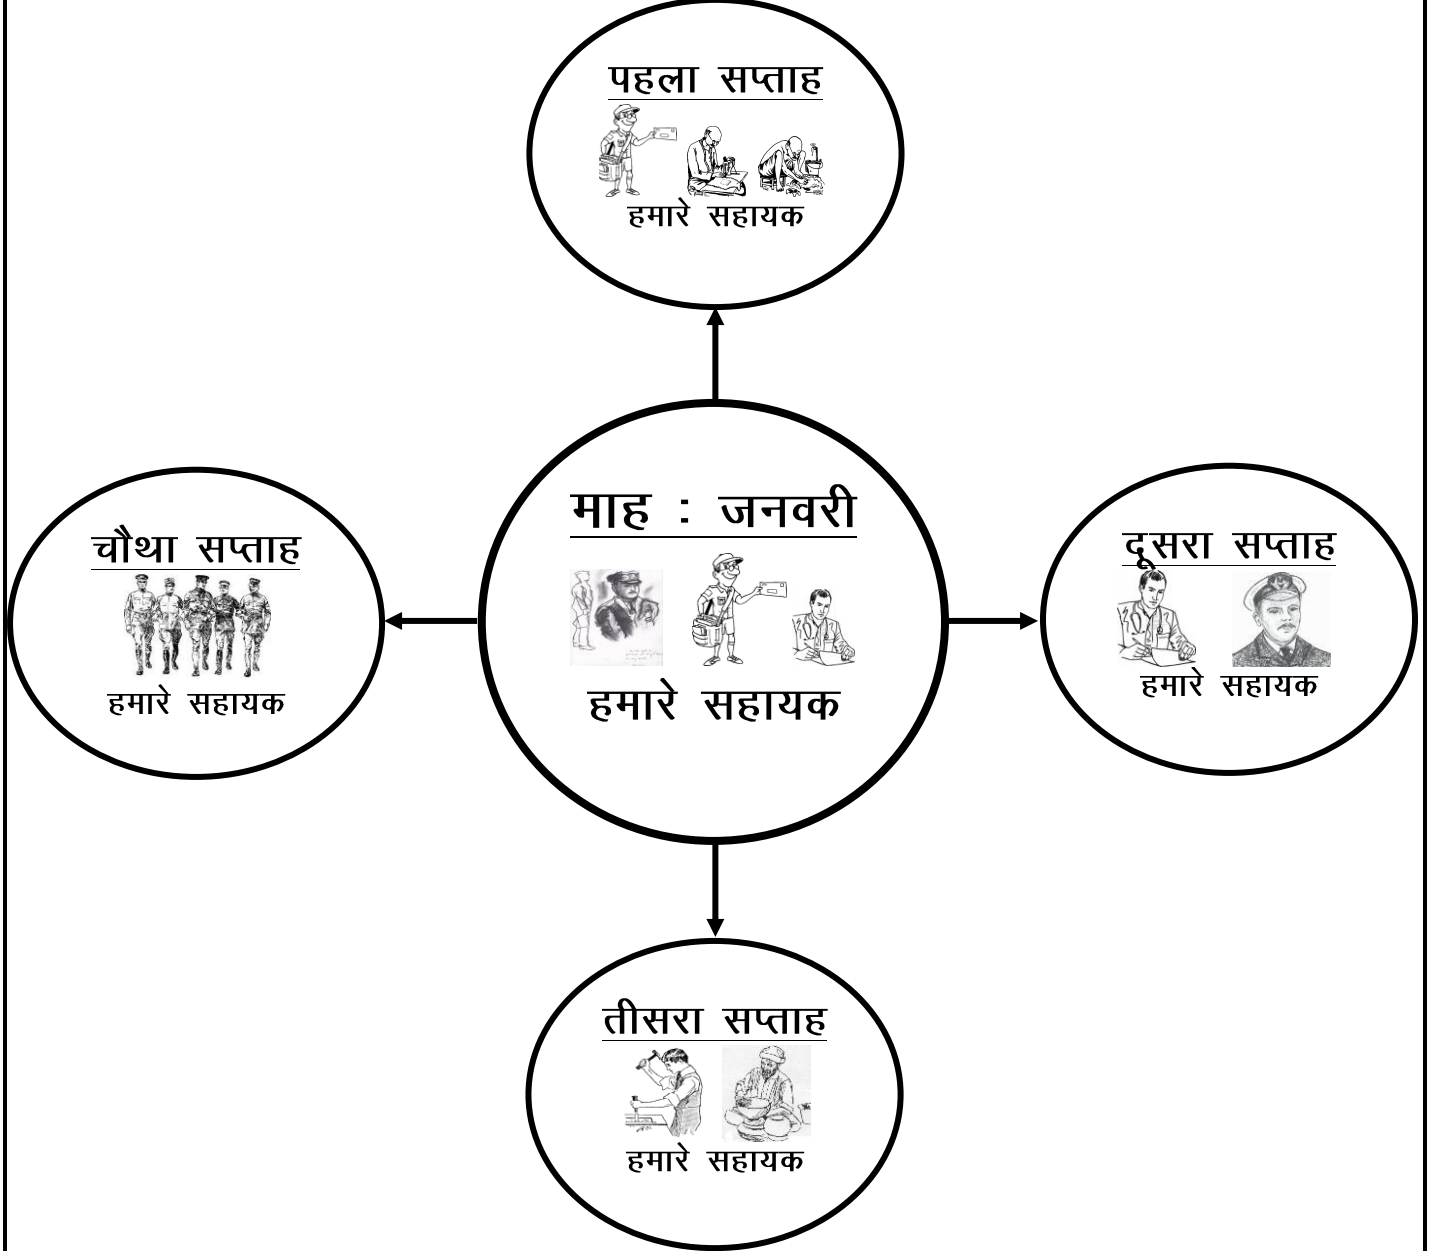 पहला सप्ताह
हमारे सहायक
माह : जनवरी
हमारे सहायक
चौथा सप्ताह
हमारे सहायक
दूसरा सप्ताह
हमारे सहायक
तीसरा सप्ताह
हमारे सहायक